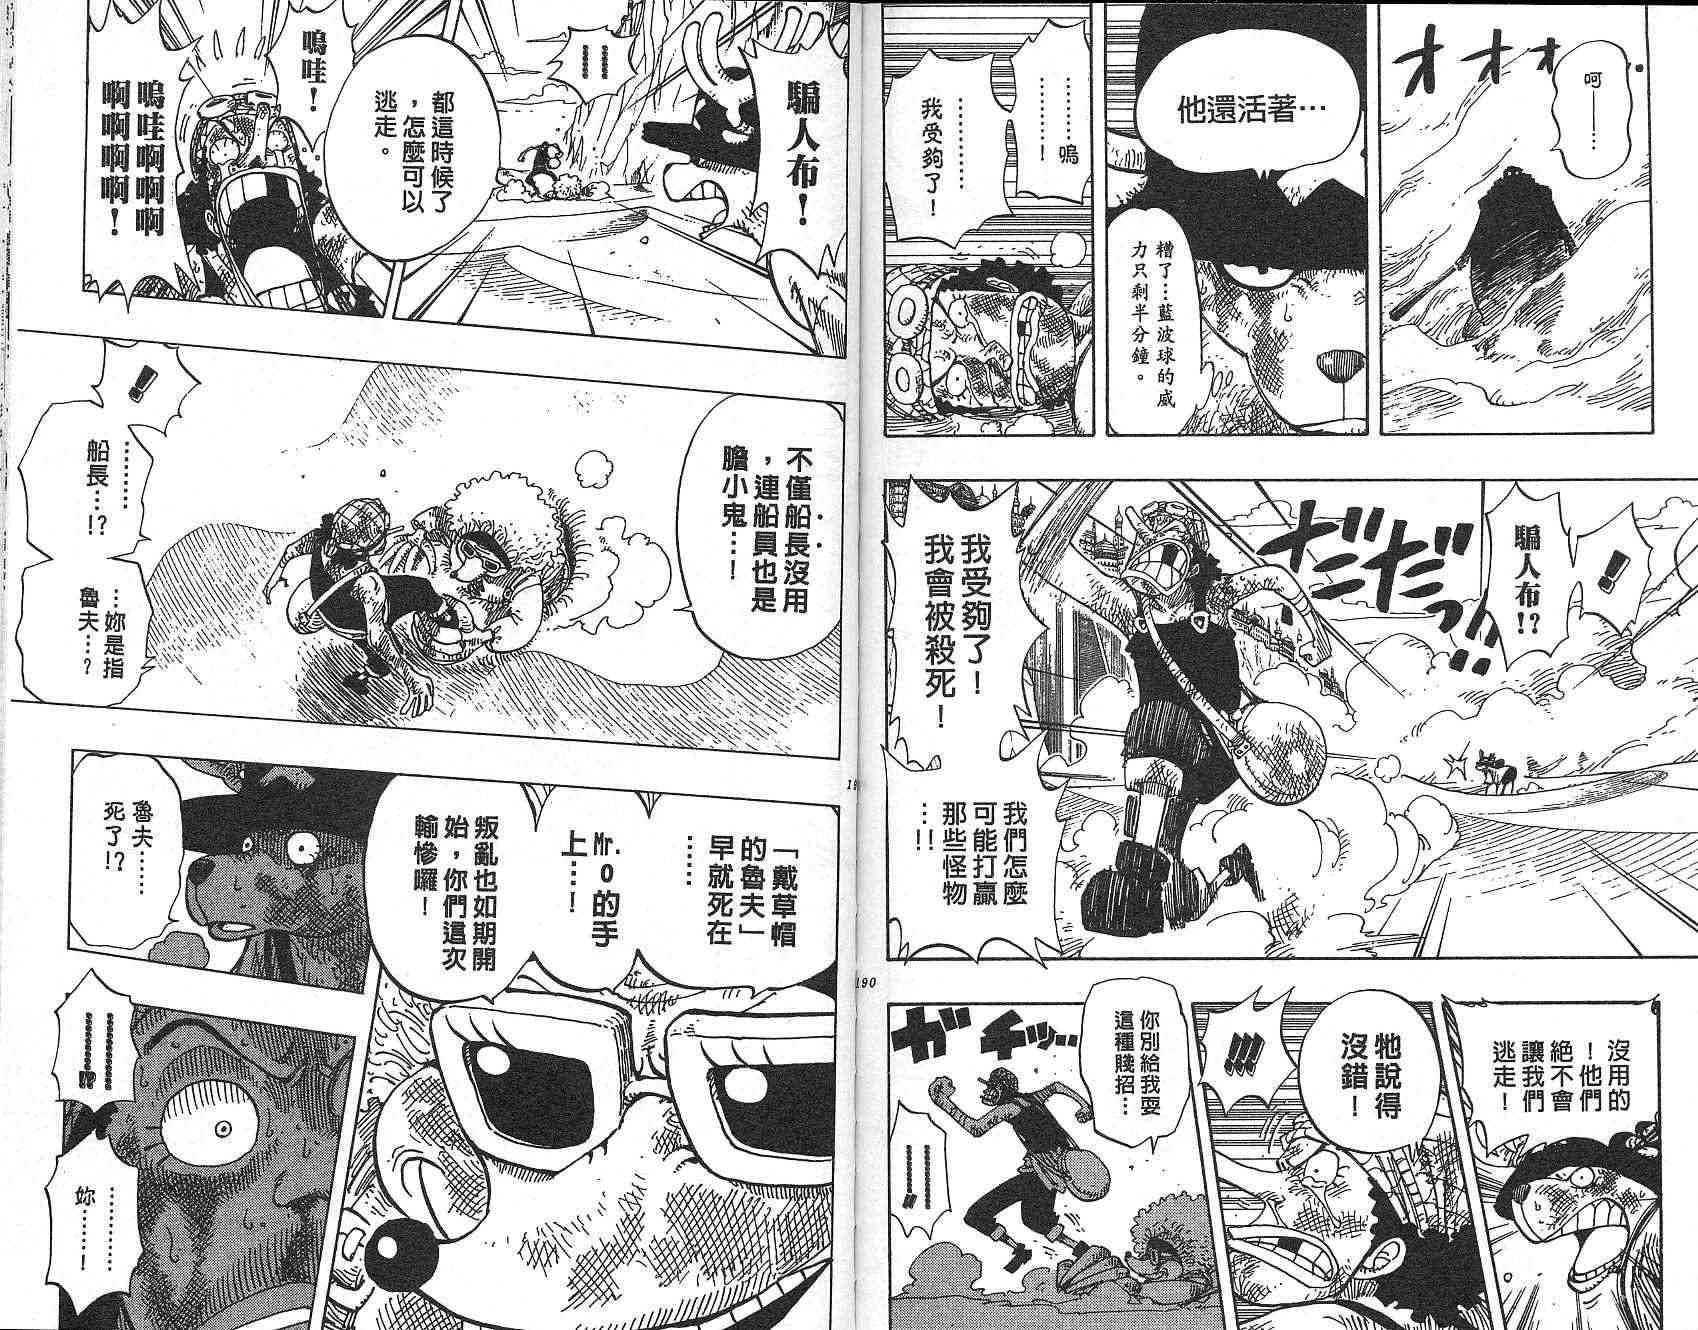 呵———…
オオオ…
他還活著…
糟了…藍波球的威
力只剩半分鐘。
………嗚
………！
…………
我受夠了！
！
騙人布!?
ダダダッ!!
我受夠了！
我會被殺死！
我們怎麼
可能打贏
那些怪物
…!!
沒用的
！他們
絕不會
讓我們
逃走！
牠說得
沒錯！
!!!
你別給我耍
這種賤招…
ガチッ…
…………!!
190
騙人布！
…………
都這時候了
，怎麼可以
逃走。
嗚哇！
嗚哇啊啊啊
啊啊啊啊！
不僅船長沒用
，連船員也是
膽小鬼…！
!!
………
船長…!?
…妳是指
魯夫…？
「戴草帽
的魯夫」
早就死在
……
Mr.0的手
上…！
叛亂也如期開
始，你們這次
輸慘囉！
魯夫……
死了!?
…………!?
………
妳……！
19